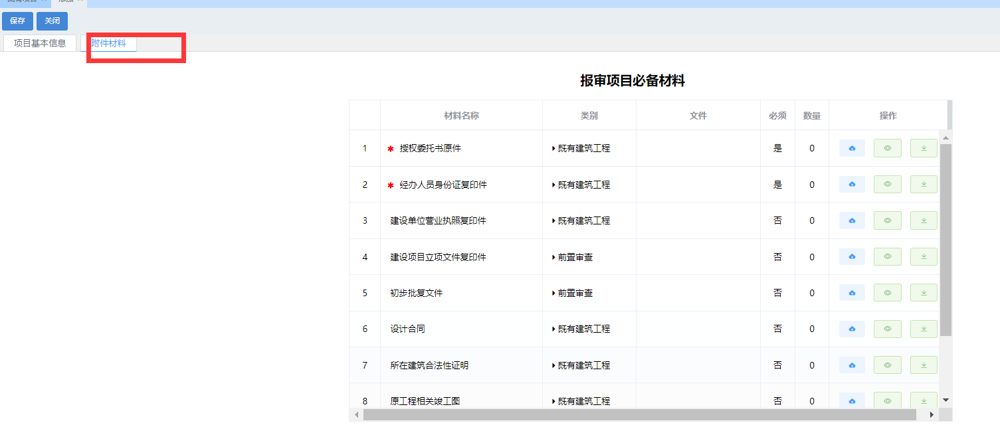 保存 关闭
项目基本信息 附件材料
报审项目必备材料
材料名称 类别 文件 必须 数量 操作
1 * 授权委托书原件 既有建筑工程 是 0
2 * 经办人员身份证复印件 既有建筑工程 是 0
3 建设单位营业执照复印件 既有建筑工程 否 0
4 建设项目立项文件复印件 前置审查 否 0
5 初步批复文件 前置审查 否 0
6 设计合同 既有建筑工程 否 0
7 所在建筑合法性证明 既有建筑工程 否 0
8 原工程相关竣工图 既有建筑工程 否 0